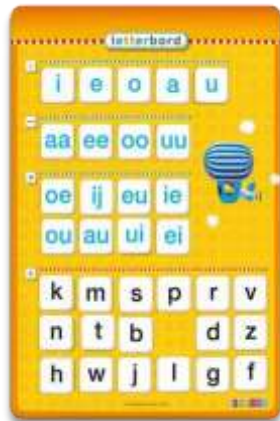 letterbord
i e o a u
aa ee oo uu
oe ij eu ie
ou au ui ei
k m s p r v
n t b d z
h w j l g f